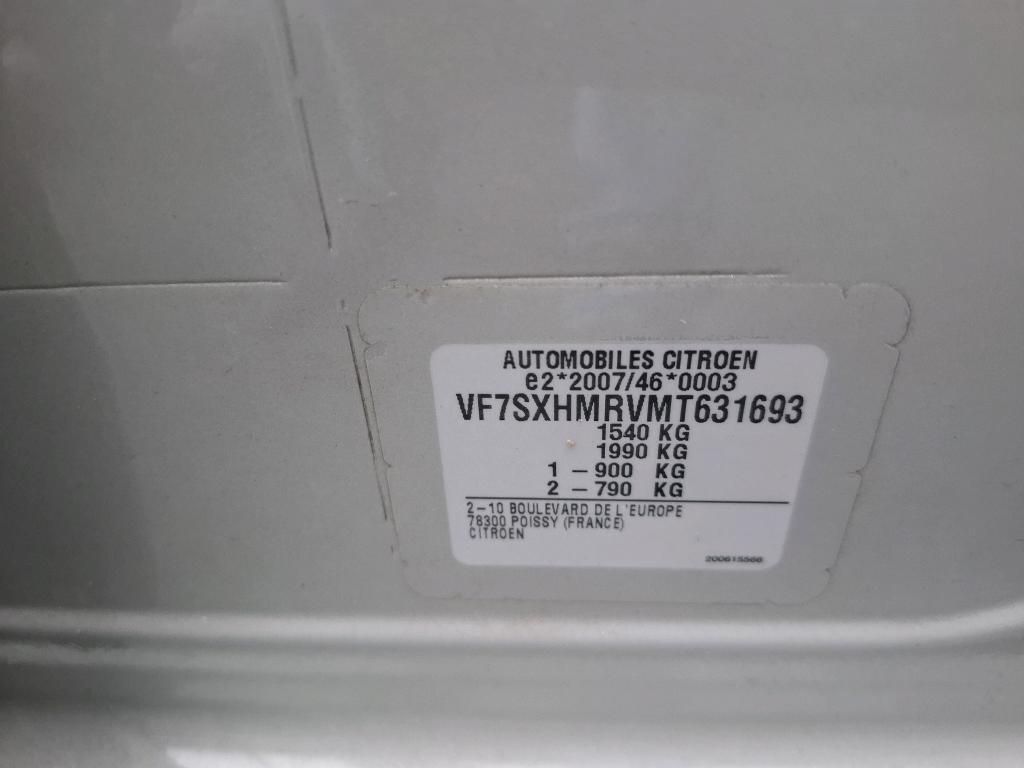 AUTOMOBILES CITROEN
e2*2007/46*0003
VF7SXHMRVMT631693
1540 KG
1990 KG
1 – 900 KG
2 – 790 KG
2–10 BOULEVARD DE L'EUROPE
78300 POISSY (FRANCE)
CITROEN
200615566